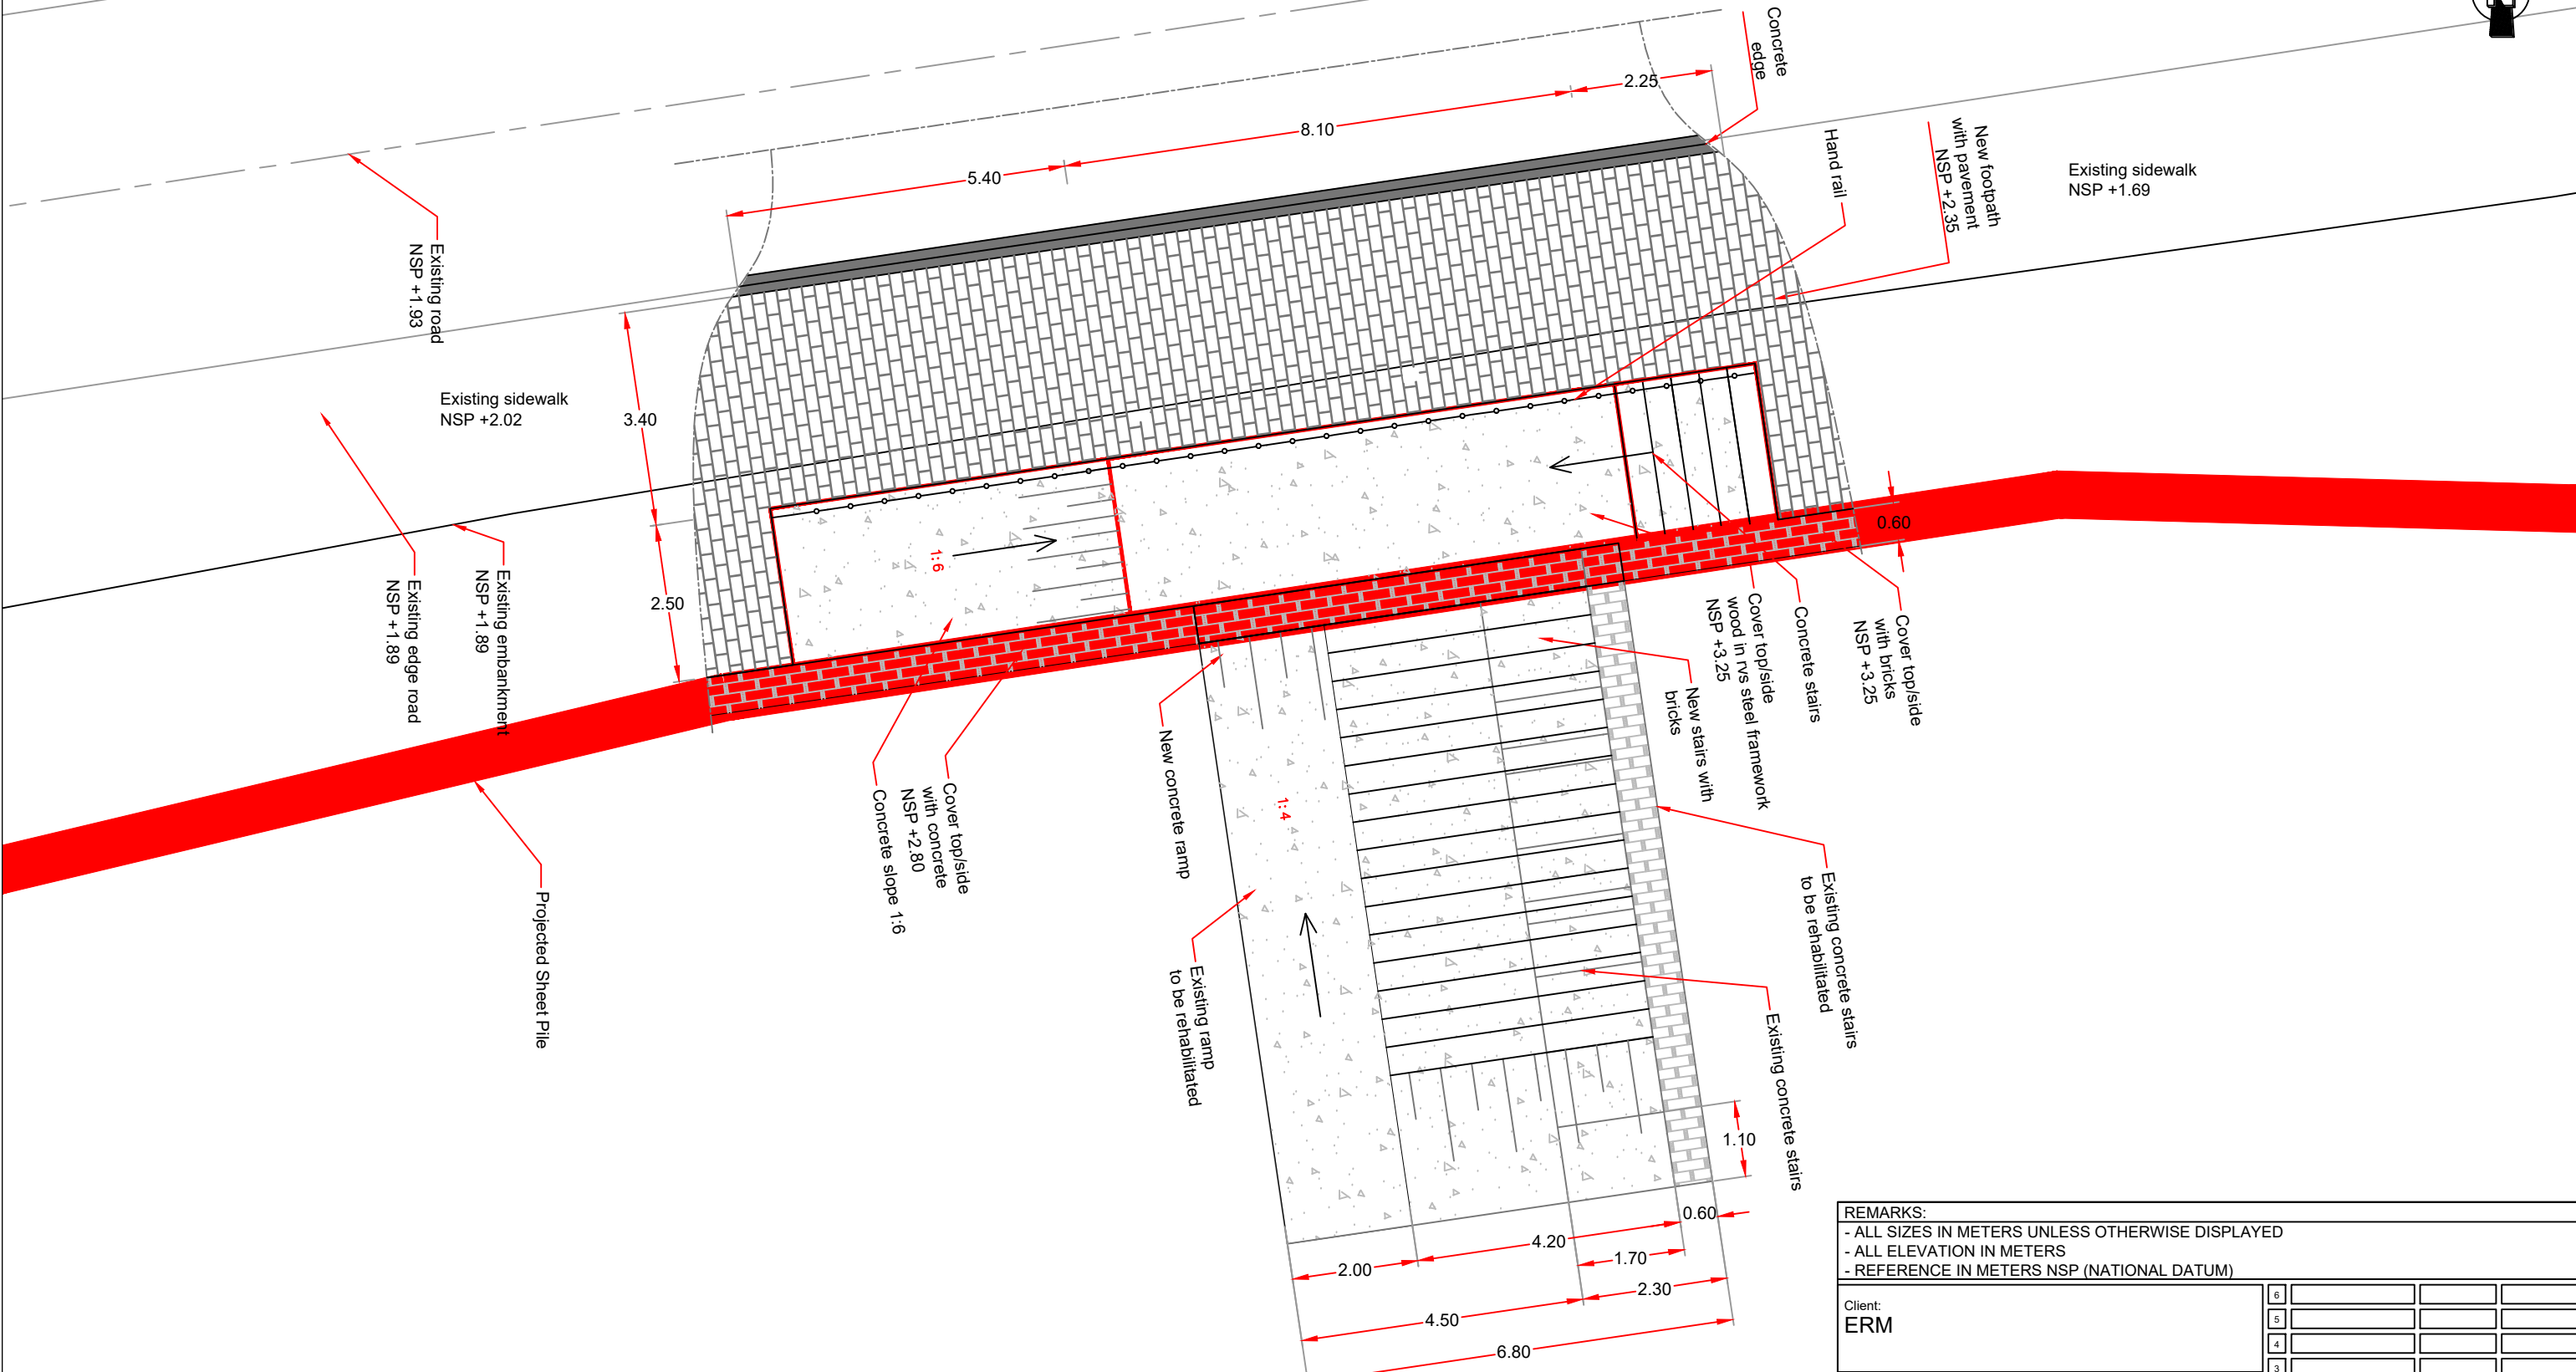 Concrete
edge
2.25
8.10
5.40
Hand rail
New footpath
with pavement
NSP +2.35
Existing sidewalk
NSP +1.69
Existing road
NSP +1.93
Existing sidewalk
NSP +2.02
3.40
2.50
1:6
0.60
Existing edge road
NSP +1.89
Existing embankment
NSP +1.89
Cover top/side
with bricks
NSP +3.25
Concrete stairs
Cover top/side
wood in rvs steel framework
NSP +3.25
New stairs with
bricks
New concrete ramp
1:4
Cover top/side
with concrete
NSP +2.80
Concrete slope 1:6
Projected Sheet Pile
Existing ramp
to be rehabilitated
Existing concrete stairs
to be rehabilitated
Existing concrete stairs
1.10
0.60
4.20
1.70
2.00
2.30
4.50
6.80
REMARKS:
- ALL SIZES IN METERS UNLESS OTHERWISE DISPLAYED
- ALL ELEVATION IN METERS
- REFERENCE IN METERS NSP (NATIONAL DATUM)
Client:
ERM
6
5
4
3